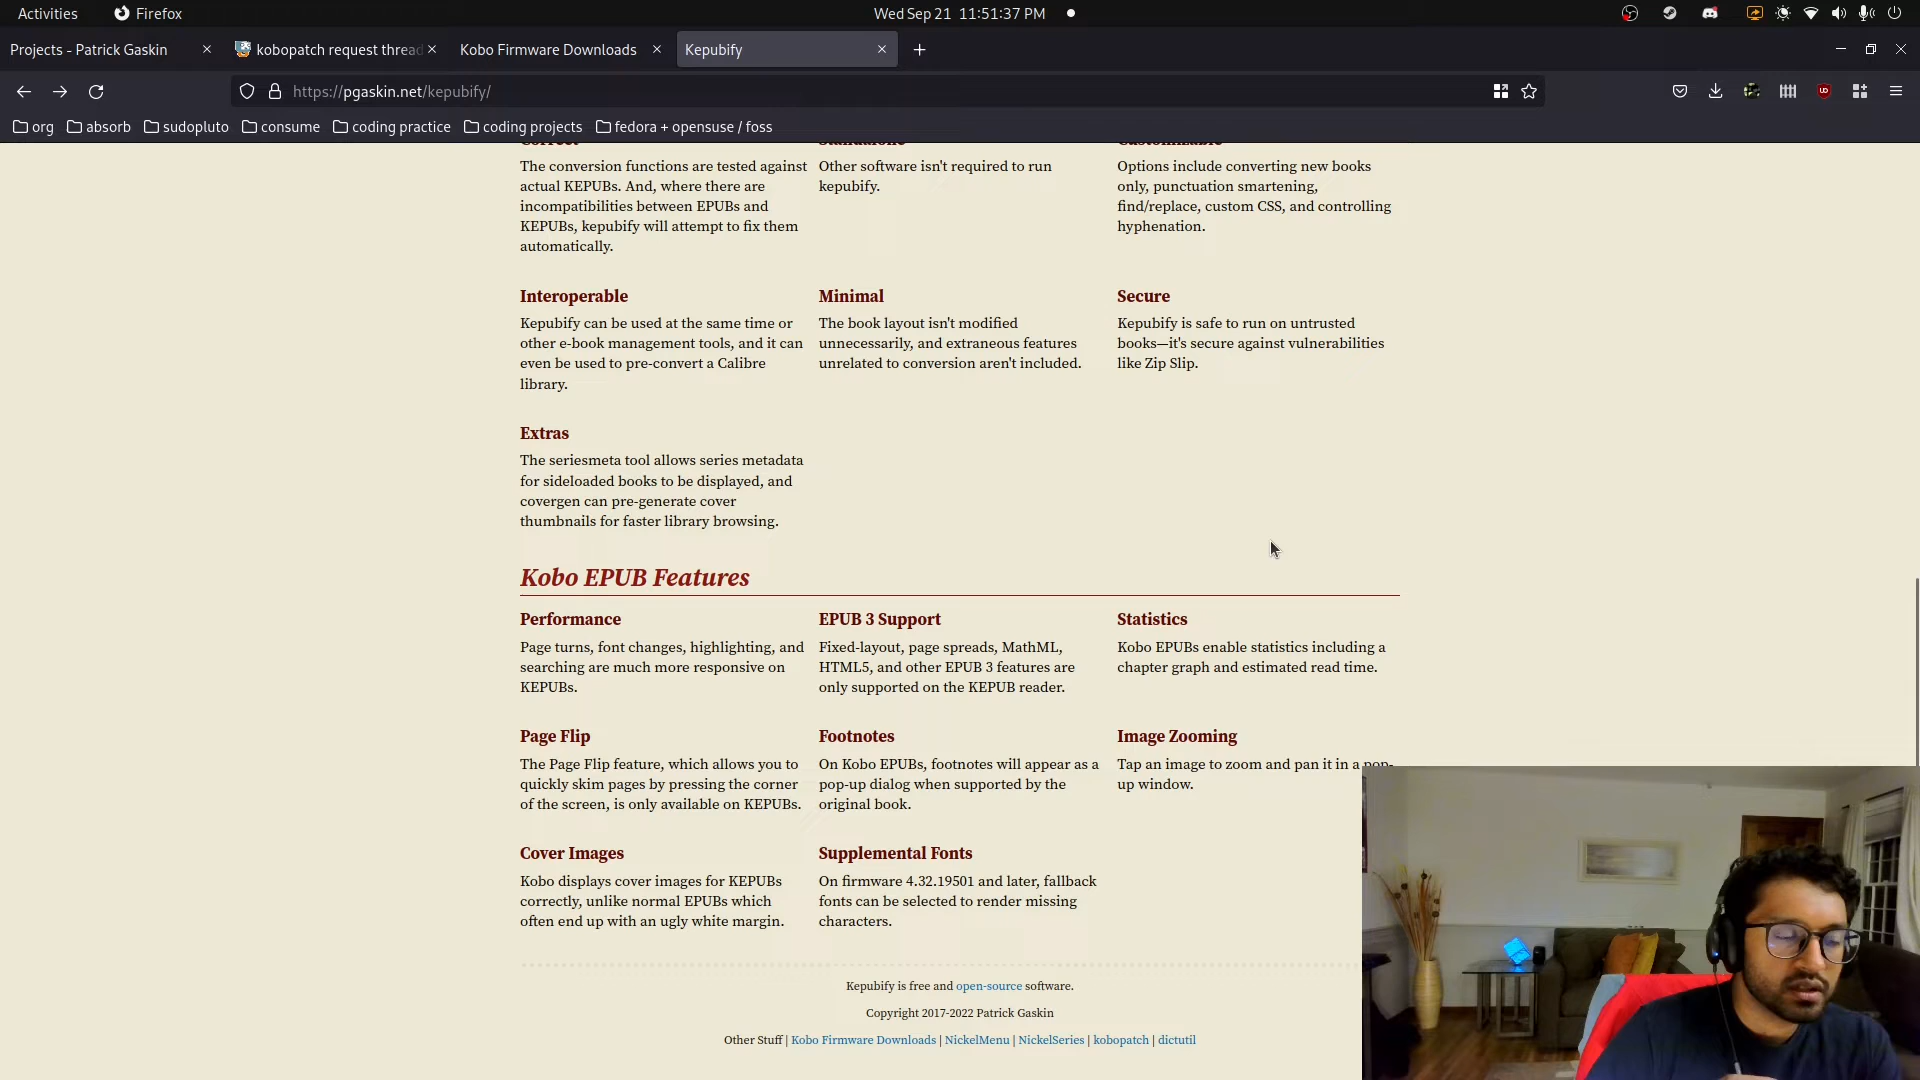 Activities
Firefox
Wed Sep 21 11:51:37 PM
Projects - Patrick Gaskin
kobopatch request thread
Kobo Firmware Downloads
Kepubify
https://pgaskin.net/kepubify/
org
absorb
sudopluto
consume
coding practice
coding projects
fedora + opensuse / foss
Correct
The conversion functions are tested against
actual KEPUBs. And, where there are
incompatibilities between EPUBs and
KEPUBs, kepubify will attempt to fix them
automatically.
Standalone
Other software isn't required to run
kepubify.
Customizable
Options include converting new books
only, punctuation smartening,
find/replace, custom CSS, and controlling
hyphenation.
Interoperable
Kepubify can be used at the same time or
other e-book management tools, and it can
even be used to pre-convert a Calibre
library.
Minimal
The book layout isn't modified
unnecessarily, and extraneous features
unrelated to conversion aren't included.
Secure
Kepubify is safe to run on untrusted
books—it's secure against vulnerabilities
like Zip Slip.
Extras
The seriesmeta tool allows series metadata
for sideloaded books to be displayed, and
covergen can pre-generate cover
thumbnails for faster library browsing.
Kobo EPUB Features
Performance
Page turns, font changes, highlighting, and
searching are much more responsive on
KEPUBs.
EPUB 3 Support
Fixed-layout, page spreads, MathML,
HTML5, and other EPUB 3 features are
only supported on the KEPUB reader.
Statistics
Kobo EPUBs enable statistics including a
chapter graph and estimated read time.
Page Flip
The Page Flip feature, which allows you to
quickly skim pages by pressing the corner
of the screen, is only available on KEPUBs.
Footnotes
On Kobo EPUBs, footnotes will appear as a
pop-up dialog when supported by the
original book.
Image Zooming
Tap an image to zoom and pan it in a pop-
up window.
Cover Images
Kobo displays cover images for KEPUBs
correctly, unlike normal EPUBs which
often end up with an ugly white margin.
Supplemental Fonts
On firmware 4.32.19501 and later, fallback
fonts can be selected to render missing
characters.
Kepubify is free and open-source software.
Copyright 2017-2022 Patrick Gaskin
Other Stuff | Kobo Firmware Downloads | NickelMenu | NickelSeries | kobopatch | dictutil